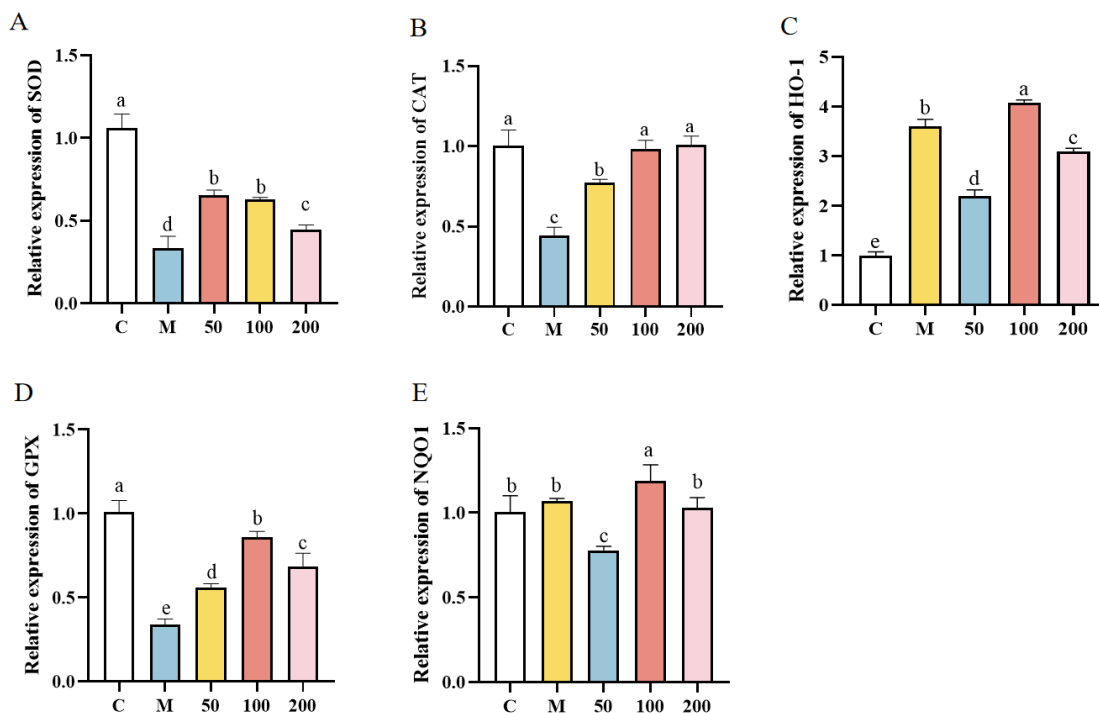 A
Relative expression of SOD
1.5
1.0
0.5
0.0
a
d
b
b
c
C M 50 100 200
B
Relative expression of CAT
1.5
1.0
0.5
0.0
a
c
b
a
a
C M 50 100 200
C
Relative expression of HO-1
5
4
3
2
1
0
e
b
d
a
c
C M 50 100 200
D
Relative expression of GPX
1.5
1.0
0.5
0.0
a
e
d
b
c
C M 50 100 200
E
Relative expression of NQO1
1.5
1.0
0.5
0.0
b
b
c
a
b
C M 50 100 200